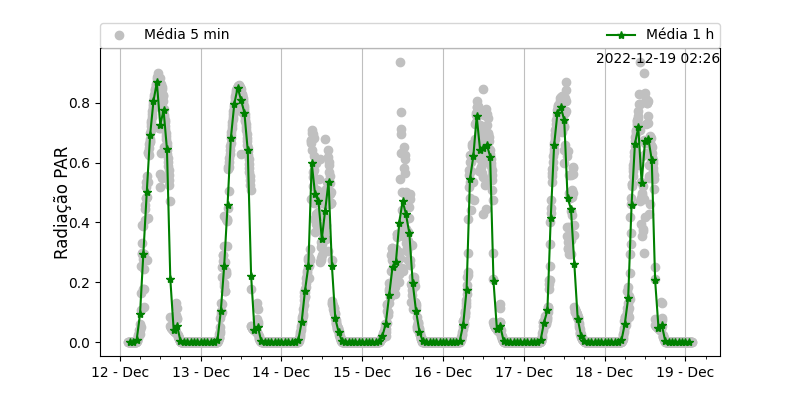 Média 5 min
Média 1 h
2022-12-19 02:26
Radiação PAR
0.8
0.6
0.4
0.2
0.0
12 - Dec
13 - Dec
14 - Dec
15 - Dec
16 - Dec
17 - Dec
18 - Dec
19 - Dec